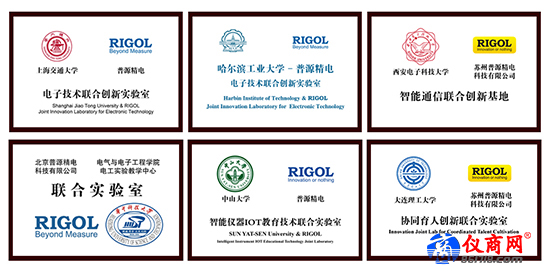 RIGOL
Beyond Measure
上海交通大学
普源精电
电子技术联合创新实验室
Shanghai Jiao Tong University & RIGOL
Joint Innovation Laboratory for Electronic Technology
RIGOL
Beyond Measure
哈尔滨工业大学 - 普源精电
电子技术联合创新实验室
Harbin Institute of Technology & RIGOL
Joint Innovation Laboratory for Electronic Technology
RIGOL
Innovation or nothing
西安电子科技大学
苏州普源精电
科技有限公司
智能通信联合创新基地
北京普源精电
科技有限公司
电气与电子工程学院
电工实验教学中心
联合实验室
RIGOL
Beyond Measure
RIGOL
Innovation or nothing
中山大学
普源精电
智能仪器IOT教育技术联合实验室
SUN YAT-SEN University & RIGOL
Intelligent Instrument IOT Educational Technology Joint Laboratory
RIGOL
Innovation or nothing
大连理工大学
苏州普源精电
科技有限公司
协同育人创新联合实验室
Innovation Joint Lab for Coordinated Talent Cultivation
仪商网